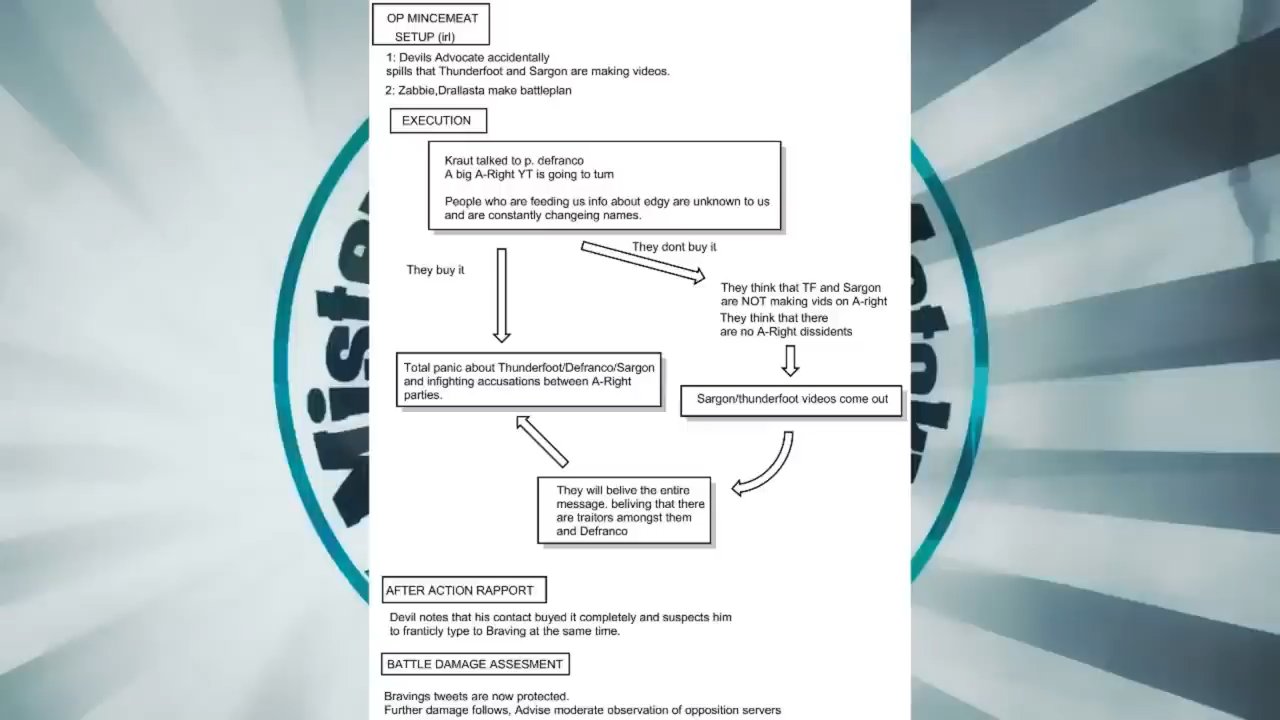 OP MINCEMEAT
SETUP (irl)
1: Devils Advocate accidentally
spills that Thunderfoot and Sargon are making videos.
2: Zabbie,Drallasta make battleplan
EXECUTION
Kraut talked to p. defranco
A big A-Right YT is going to turn
People who are feeding us info about edgy are unknown to us
and are constantly changeing names.
They buy it
They dont buy it
They think that TF and Sargon
are NOT making vids on A-right
They think that there
are no A-Right dissidents
Total panic about Thunderfoot/Defranco/Sargon
and infighting accusations between A-Right
parties.
Sargon/thunderfoot videos come out
They will belive the entire
message. beliving that there
are traitors amongst them
and Defranco
AFTER ACTION RAPPORT
Devil notes that his contact buyed it completely and suspects him
to franticly type to Braving at the same time.
BATTLE DAMAGE ASSESMENT
Bravings tweets are now protected.
Further damage follows, Advise moderate observation of opposition servers